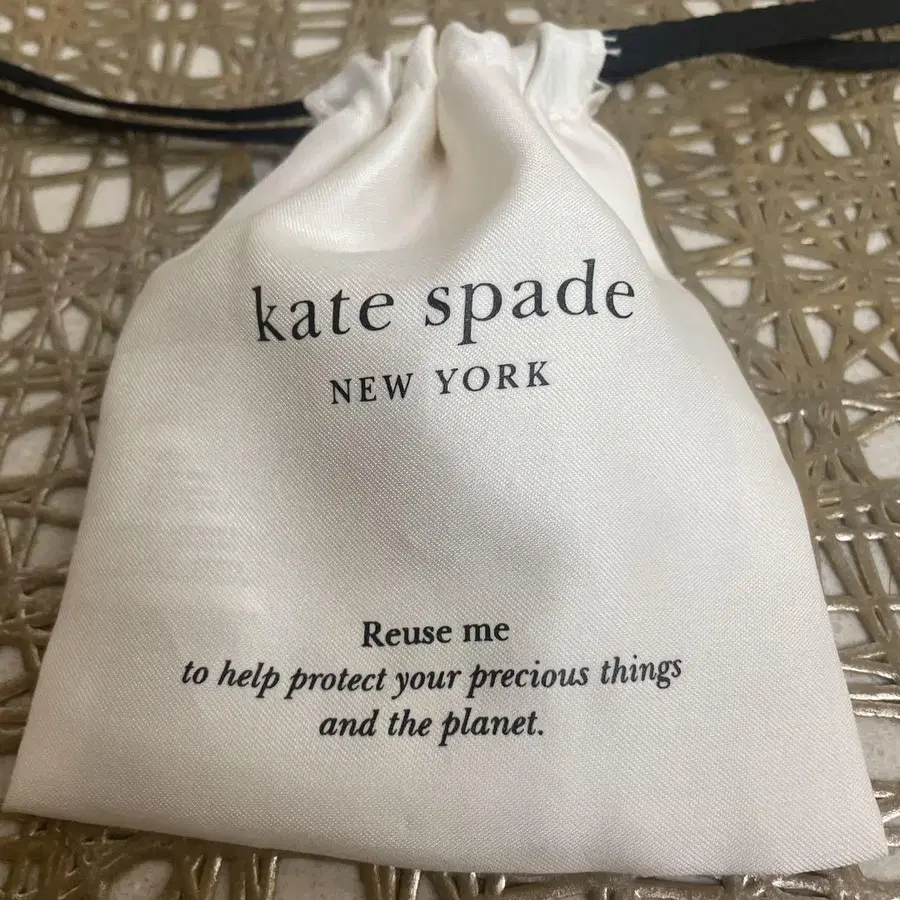 kate spade
NEW YORK
Reuse me
to help protect your precious things
and the planet.